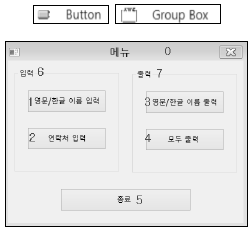 Button
Group Box
메뉴 0
입력 6
출력 7
1 영문/한글 이름 입력
3 영문/한글 이름 출력
2 연락처 입력
4 모두 출력
종료 5